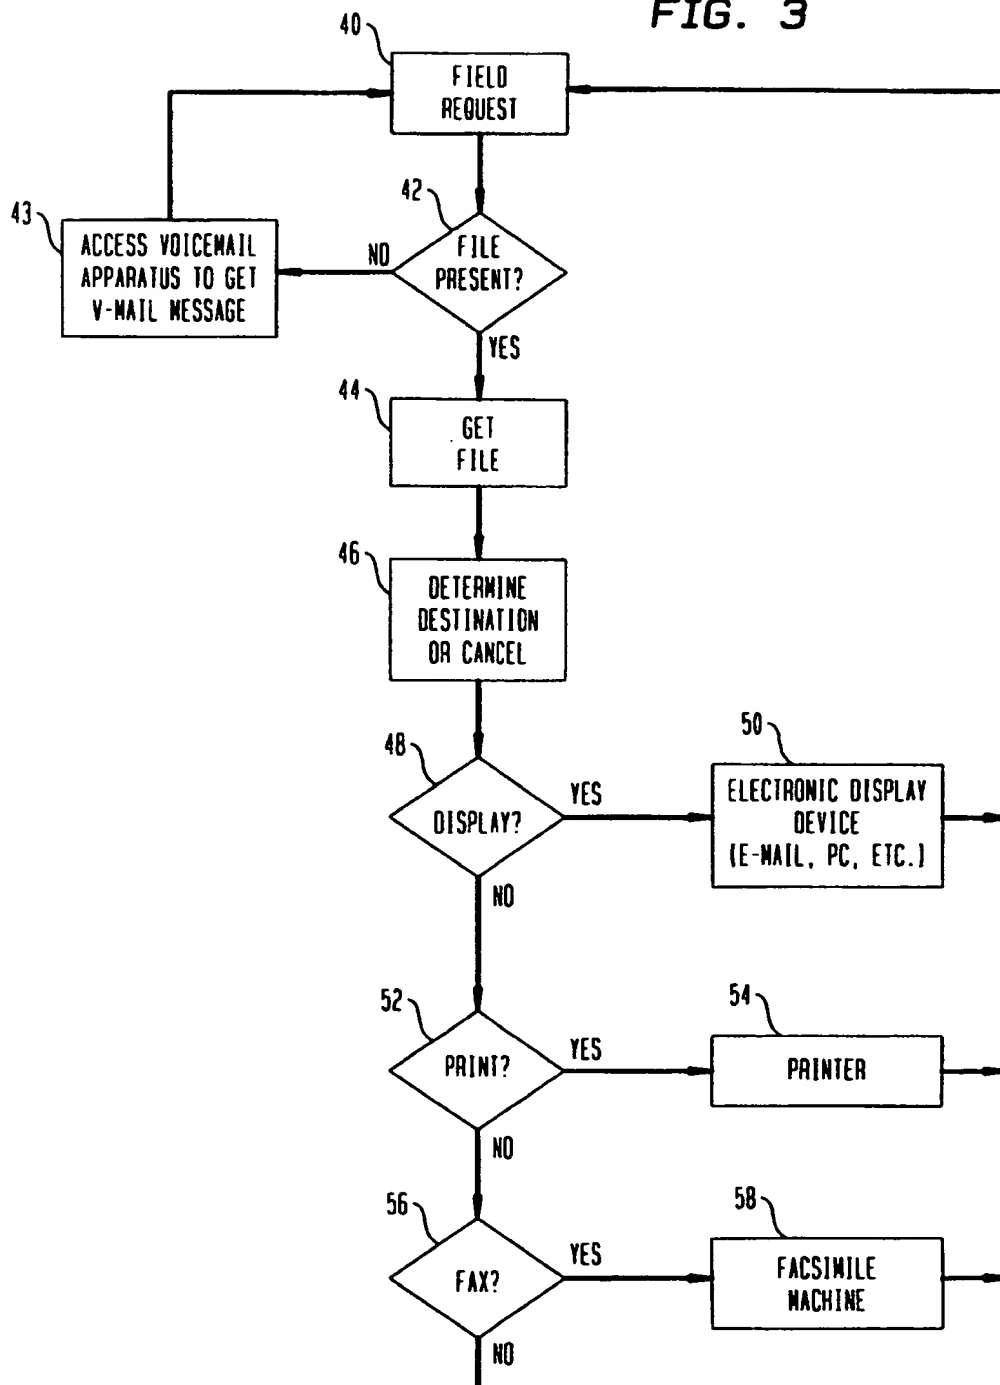 FIG. 3
40
FIELD
REQUEST
42
FILE
PRESENT?
NO
43
ACCESS VOICEMAIL
APPARATUS TO GET
V-MAIL MESSAGE
YES
44
GET
FILE
46
DETERMINE
DESTINATION
OR CANCEL
48
DISPLAY?
YES
50
ELECTRONIC DISPLAY
DEVICE
(E-MAIL, PC, ETC.)
NO
52
PRINT?
YES
54
PRINTER
NO
56
FAX?
YES
58
FACSIMILE
MACHINE
NO